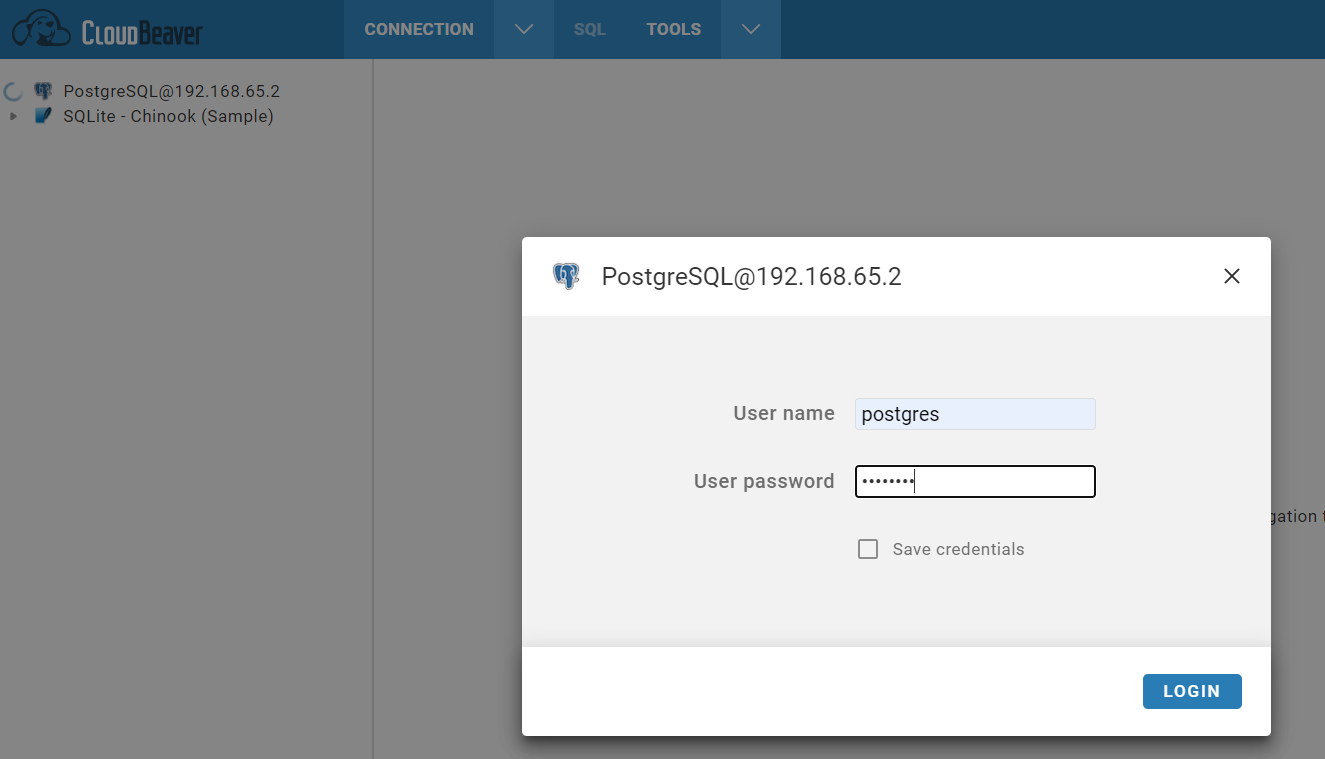 CLOUDBEAVER CONNECTION SQL TOOLS
PostgreSQL@192.168.65.2
SQLite - Chinook (Sample)
PostgreSQL@192.168.65.2
User name postgres
User password ••••••••
gation t
Save credentials
LOGIN